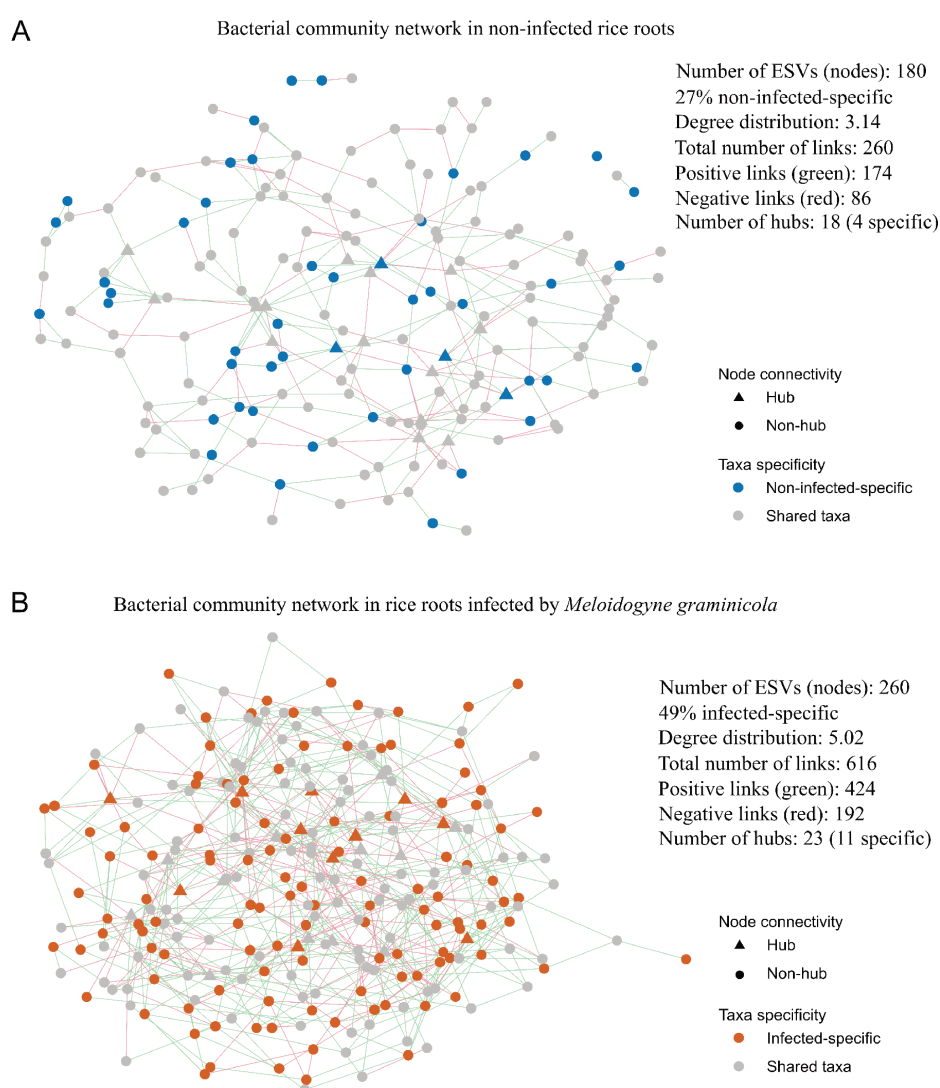 A
Bacterial community network in non-infected rice roots
Number of ESVs (nodes): 180
27% non-infected-specific
Degree distribution: 3.14
Total number of links: 260
Positive links (green): 174
Negative links (red): 86
Number of hubs: 18 (4 specific)
Node connectivity
Hub
Non-hub
Taxa specificity
Non-infected-specific
Shared taxa
B
Bacterial community network in rice roots infected by Meloidogyne graminicola
Number of ESVs (nodes): 260
49% infected-specific
Degree distribution: 5.02
Total number of links: 616
Positive links (green): 424
Negative links (red): 192
Number of hubs: 23 (11 specific)
Node connectivity
Hub
Non-hub
Taxa specificity
Infected-specific
Shared taxa